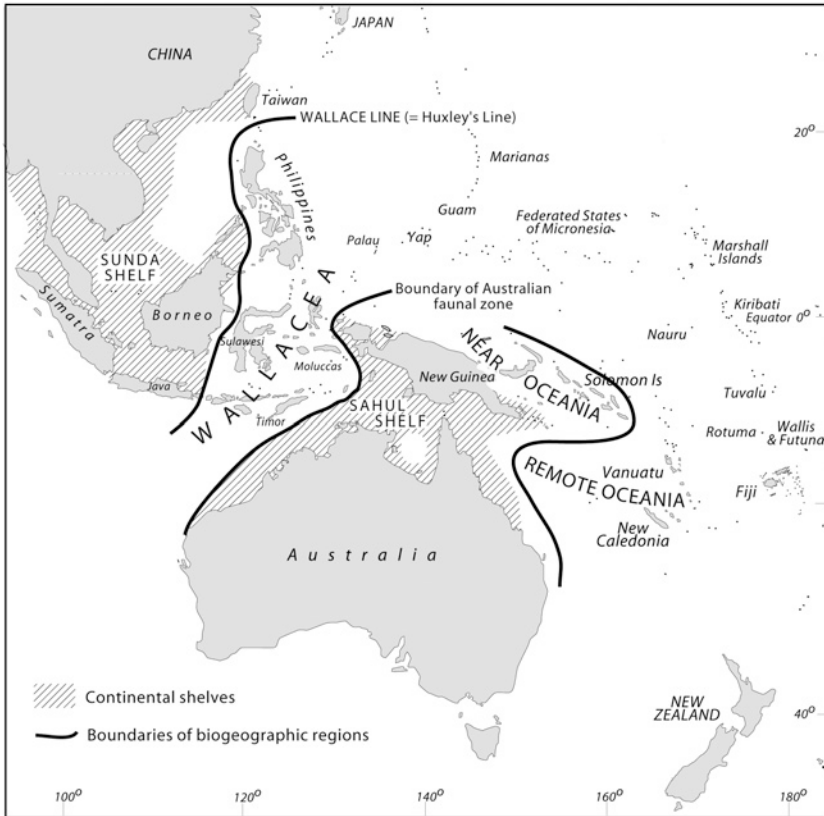 JAPAN
CHINA
Taiwan
WALLACE LINE (= Huxley's Line)
20°
Philippines
Marianas
Guam
Federated States
of Micronesia
Palau
Yap
Marshall
Islands
SUNDA
SHELF
Sumatra
Borneo
WALLACEA
Boundary of Australian
faunal zone
Kiribati
Equator 0°
Nauru
Sulawesi
Moluccas
NEAR
OCEANIA
New Guinea
Solomon Is
Java
Timor
SAHUL
SHELF
Tuvalu
Rotuma
Wallis
& Futuna
REMOTE OCEANIA
Vanuatu
Fiji
New
Caledonia
Australia
Continental shelves
Boundaries of biogeographic regions
NEW
ZEALAND
40°
100°
120°
140°
160°
180°